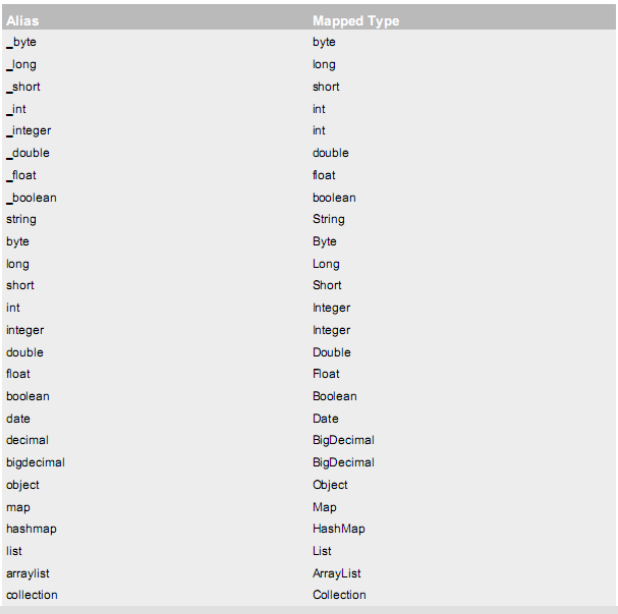 Alias Mapped Type
_byte byte
_long long
_short short
_int int
_integer int
_double double
_float float
_boolean boolean
string String
byte Byte
long Long
short Short
int Integer
integer Integer
double Double
float Float
boolean Boolean
date Date
decimal BigDecimal
bigdecimal BigDecimal
object Object
map Map
hashmap HashMap
list List
arraylist ArrayList
collection Collection